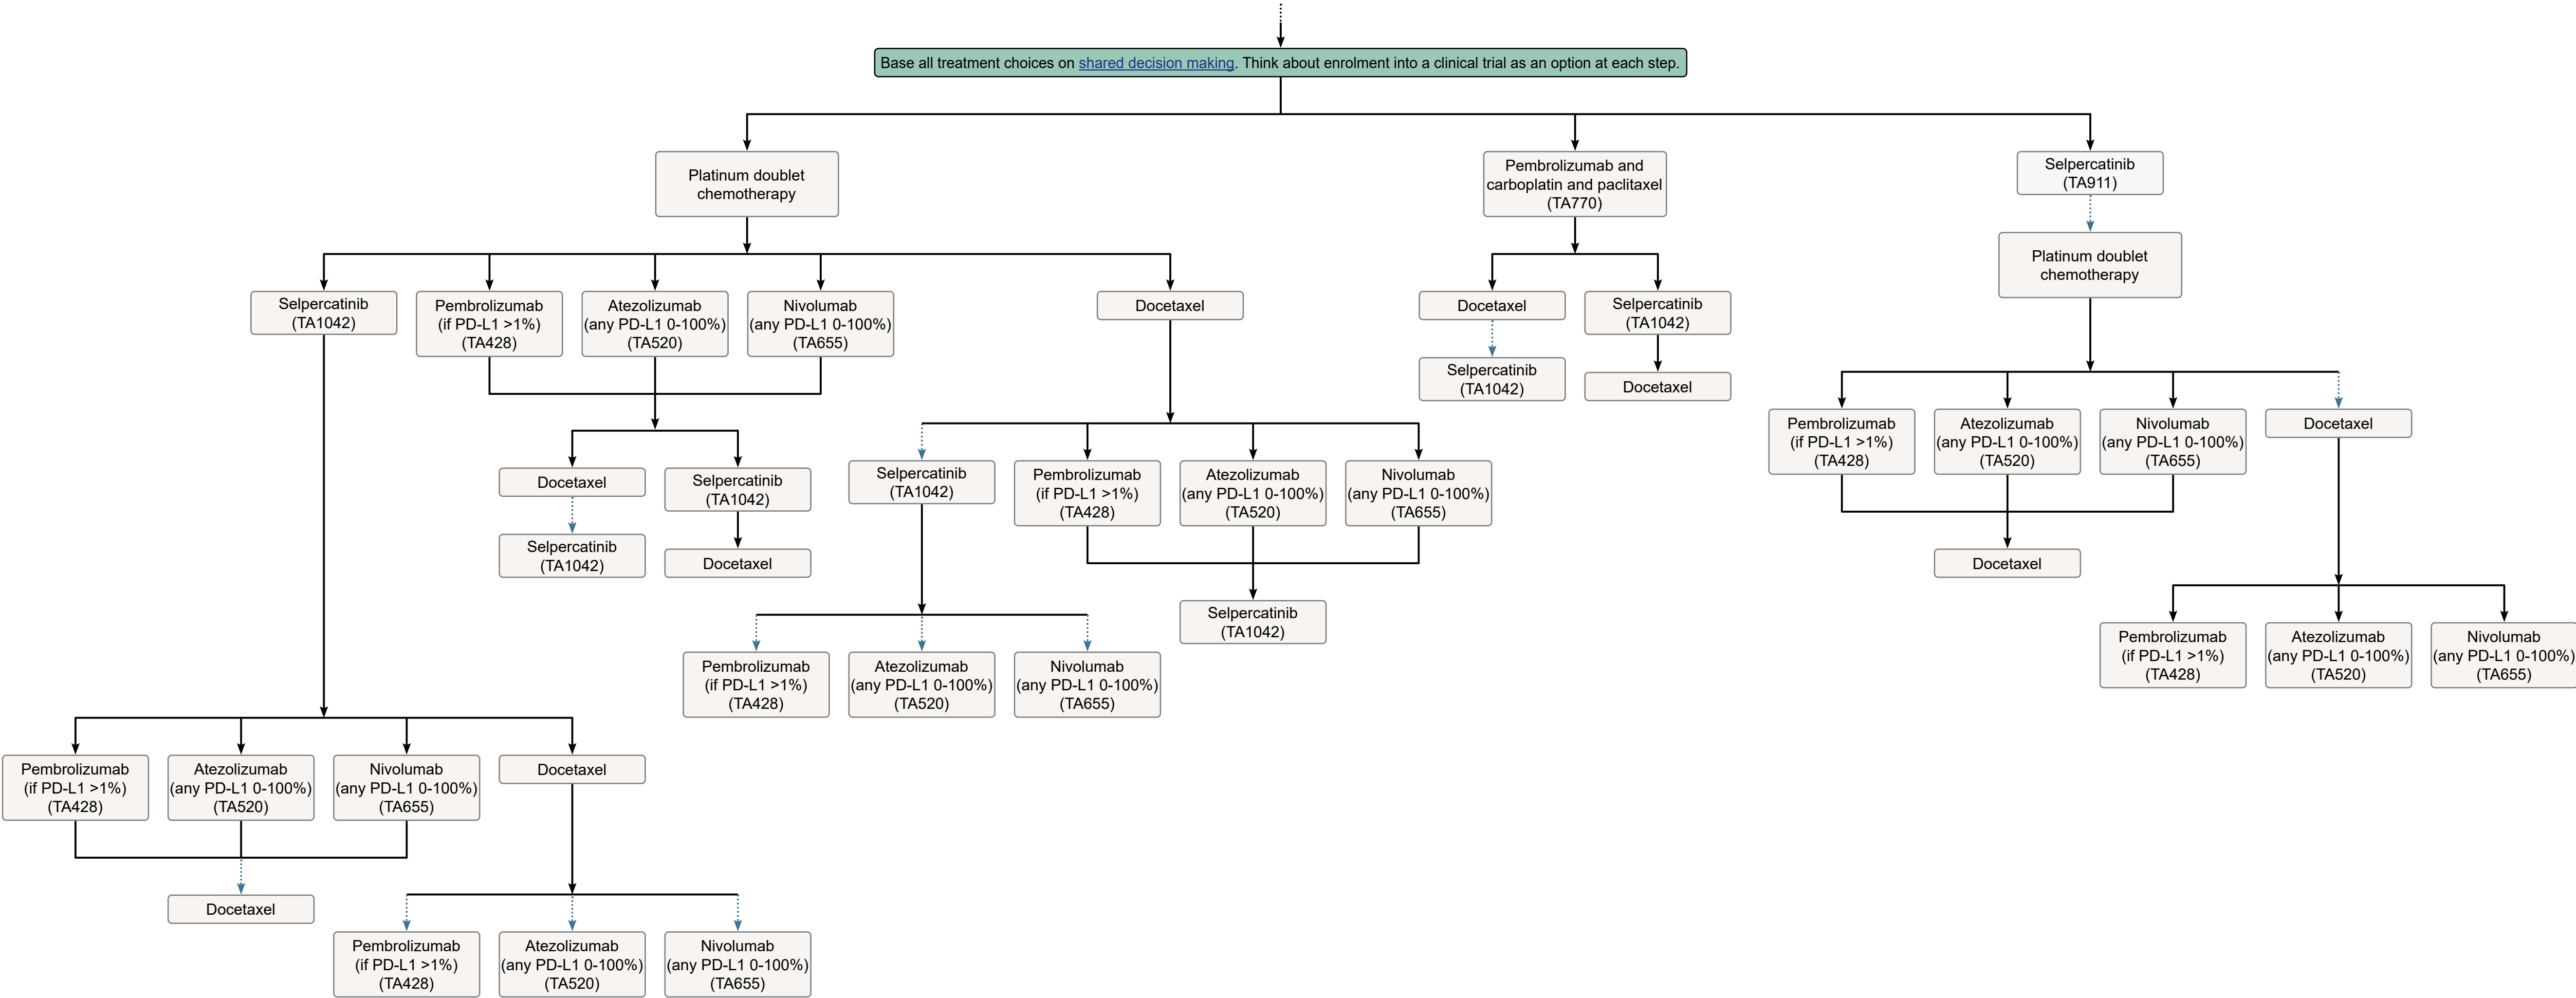 Base all treatment choices on shared decision making. Think about enrolment into a clinical trial as an option at each step.
Platinum doublet
chemotherapy
Pembrolizumab and
carboplatin and paclitaxel
(TA770)
Selpercatinib
(TA911)
Platinum doublet
chemotherapy
Selpercatinib
(TA1042)
Pembrolizumab
(if PD-L1 >1%)
(TA428)
Atezolizumab
(any PD-L1 0-100%)
(TA520)
Nivolumab
(any PD-L1 0-100%)
(TA655)
Docetaxel
Docetaxel
Selpercatinib
(TA1042)
Selpercatinib
(TA1042)
Docetaxel
Pembrolizumab
(if PD-L1 >1%)
(TA428)
Atezolizumab
(any PD-L1 0-100%)
(TA520)
Nivolumab
(any PD-L1 0-100%)
(TA655)
Docetaxel
Docetaxel
Selpercatinib
(TA1042)
Selpercatinib
(TA1042)
Docetaxel
Selpercatinib
(TA1042)
Pembrolizumab
(if PD-L1 >1%)
(TA428)
Atezolizumab
(any PD-L1 0-100%)
(TA520)
Nivolumab
(any PD-L1 0-100%)
(TA655)
Docetaxel
Selpercatinib
(TA1042)
Pembrolizumab
(if PD-L1 >1%)
(TA428)
Atezolizumab
(any PD-L1 0-100%)
(TA520)
Nivolumab
(any PD-L1 0-100%)
(TA655)
Pembrolizumab
(if PD-L1 >1%)
(TA428)
Atezolizumab
(any PD-L1 0-100%)
(TA520)
Nivolumab
(any PD-L1 0-100%)
(TA655)
Pembrolizumab
(if PD-L1 >1%)
(TA428)
Atezolizumab
(any PD-L1 0-100%)
(TA520)
Nivolumab
(any PD-L1 0-100%)
(TA655)
Docetaxel
Docetaxel
Pembrolizumab
(if PD-L1 >1%)
(TA428)
Atezolizumab
(any PD-L1 0-100%)
(TA520)
Nivolumab
(any PD-L1 0-100%)
(TA655)